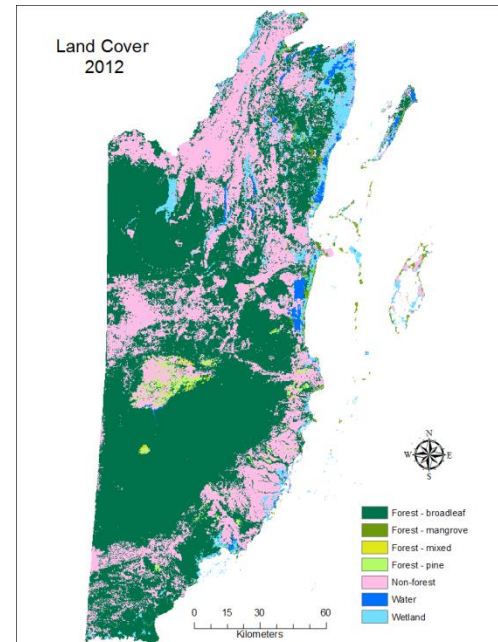 Land Cover
2012
N
W E
S
Forest - broadleaf
Forest - mangrove
Forest - mixed
Forest - pine
Non-forest
Water
Wetland
0 15 30 60
Kilometers